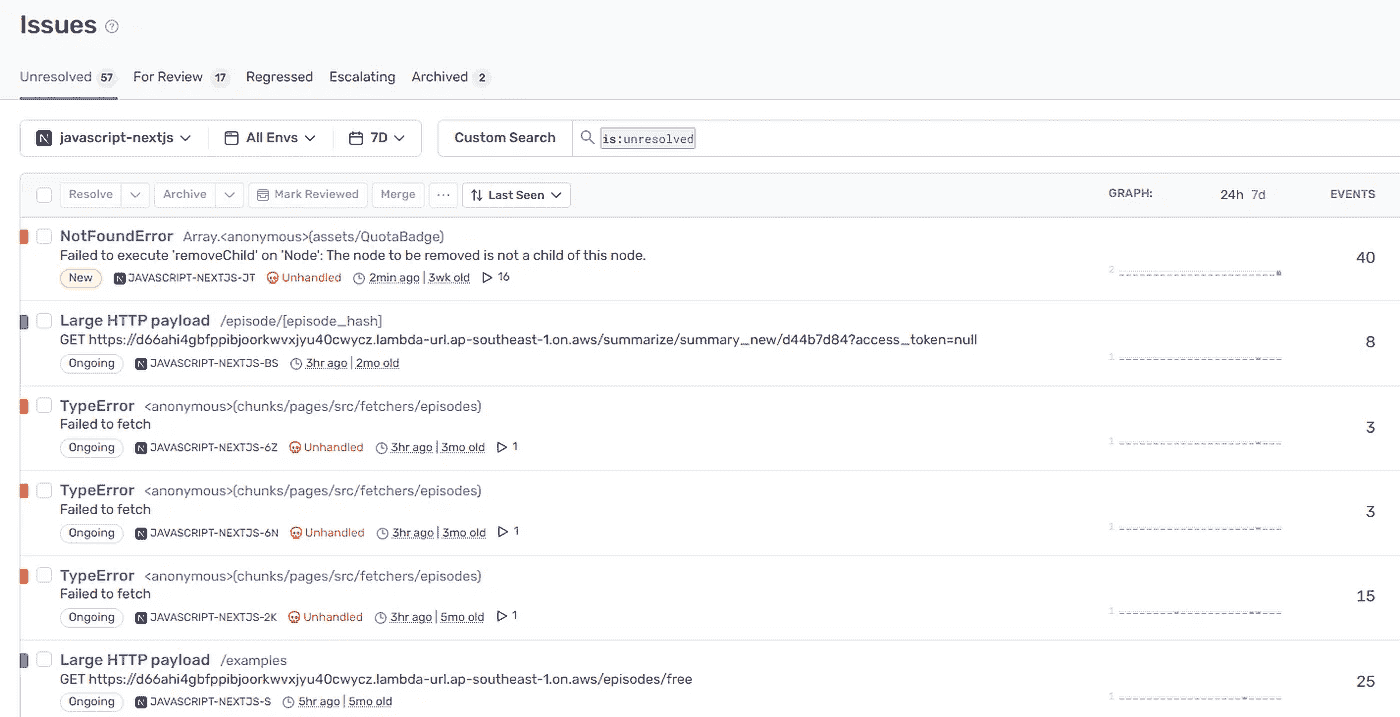 Issues ?
Unresolved 57 For Review 17 Regressed Escalating Archived 2
N javascript-nextjs All Envs 7D Custom Search is:unresolved
Resolve Archive Mark Reviewed Merge ... Last Seen GRAPH: 24h 7d EVENTS
NotFoundError Array.<anonymous>(assets/QuotaBadge)
Failed to execute 'removeChild' on 'Node': The node to be removed is not a child of this node.
New N JAVASCRIPT-NEXTJS-JT Unhandled 2min ago | 3wk old 16
2
40
Large HTTP payload /episode/[episode_hash]
GET https://d66ahi4gbfppibjoorkwvxjyu40cwycz.lambda-url.ap-southeast-1.on.aws/summarize/summary_new/d44b7d84?access_token=null
Ongoing N JAVASCRIPT-NEXTJS-BS 3hr ago | 2mo old
1
8
TypeError <anonymous>(chunks/pages/src/fetchers/episodes)
Failed to fetch
Ongoing N JAVASCRIPT-NEXTJS-6Z Unhandled 3hr ago | 3mo old 1
1
3
TypeError <anonymous>(chunks/pages/src/fetchers/episodes)
Failed to fetch
Ongoing N JAVASCRIPT-NEXTJS-6N Unhandled 3hr ago | 3mo old 1
1
3
TypeError <anonymous>(chunks/pages/src/fetchers/episodes)
Failed to fetch
Ongoing N JAVASCRIPT-NEXTJS-2K Unhandled 3hr ago | 5mo old 1
1
15
Large HTTP payload /examples
GET https://d66ahi4gbfppibjoorkwvxjyu40cwycz.lambda-url.ap-southeast-1.on.aws/episodes/free
Ongoing N JAVASCRIPT-NEXTJS-S 5hr ago | 5mo old
1
25